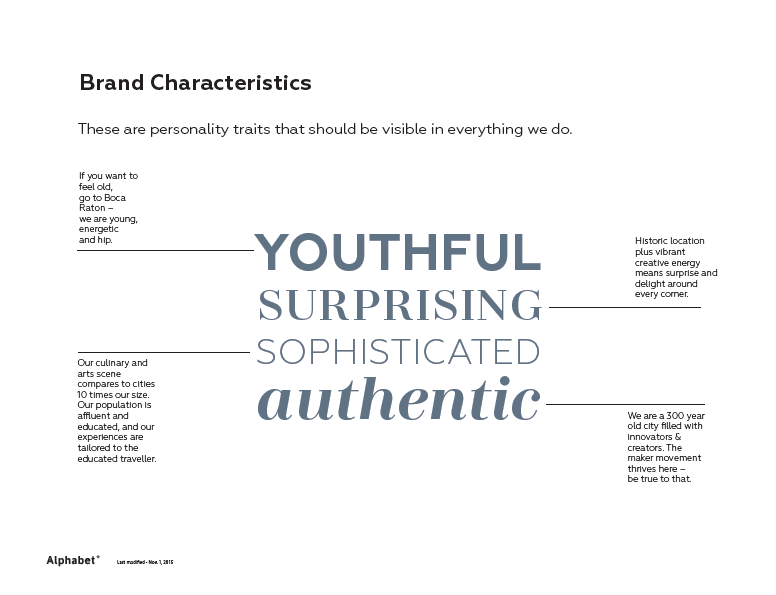 Brand Characteristics
These are personality traits that should be visible in everything we do.
If you want to
feel old,
go to Boca
Raton –
we are young,
energetic
and hip.
YOUTHFUL
SURPRISING
SOPHISTICATED
authentic
Historic location
plus vibrant
creative energy
means surprise and
delight around
every corner.
Our culinary and
arts scene
compares to cities
10 times our size.
Our population is
affluent and
educated, and our
experiences are
tailored to the
educated traveller.
We are a 300 year
old city filled with
innovators &
creators. The
maker movement
thrives here –
be true to that.
Alphabet®
Last modified - Nov. 1, 2015